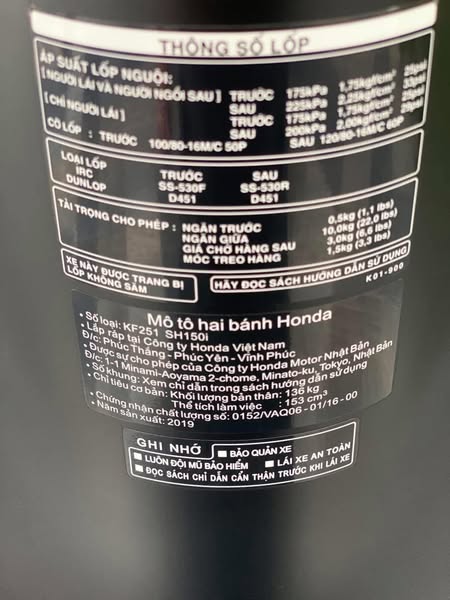 THÔNG SỐ LỐP
ÁP SUẤT LỐP NGUỘI:
[NGƯỜI LÁI VÀ NGƯỜI NGỒI SAU] TRƯỚC 175kPa 1,75kgf/cm² 25psi
SAU 225kPa 2,25kgf/cm² 33psi
[CHỈ NGƯỜI LÁI] TRƯỚC 175kPa 1,75kgf/cm² 25psi
SAU 200kPa 2,00kgf/cm² 29psi
CỠ LỐP : TRƯỚC 100/80-16M/C 50P SAU 120/80-16M/C 60P
LOẠI LỐP TRƯỚC SAU
IRC SS-530F SS-530R
DUNLOP D451 D451
TẢI TRỌNG CHO PHÉP : NGĂN TRƯỚC 0.5kg (1,1 lbs)
NGĂN GIỮA 10,0kg (22,0 lbs)
GIÁ CHỞ HÀNG SAU 3,0kg (6,6 lbs)
MÓC TREO HÀNG 1,5kg (3,3 lbs)
XE NÀY ĐƯỢC TRANG BỊ
LỐP KHÔNG SĂM
HÃY ĐỌC SÁCH HƯỚNG DẪN SỬ DỤNG
K01-900
Mô tô hai bánh Honda
• Số loại: KF251 SH150i
• Lắp ráp tại Công ty Honda Việt Nam
Đ/c: Phúc Thắng - Phúc Yên - Vĩnh Phúc
• Được sự cho phép của Công ty Honda Motor Nhật Bản
Đ/c: 1-1 Minami-Aoyama 2-chome, Minato-ku, Tokyo, Nhật Bản
• Số khung: Xem chỉ dẫn trong sách hướng dẫn sử dụng
• Chỉ tiêu cơ bản: Khối lượng bản thân: 136 kg
Thể tích làm việc : 153 cm³
• Chứng nhận chất lượng số: 0152/VAQ06 - 01/16 - 00
• Năm sản xuất: 2019
GHI NHỚ ■ BẢO QUẢN XE
■ LUÔN ĐỘI MŨ BẢO HIỂM ■ LÁI XE AN TOÀN
■ ĐỌC SÁCH CHỈ DẪN CẨN THẬN TRƯỚC KHI LÁI XE